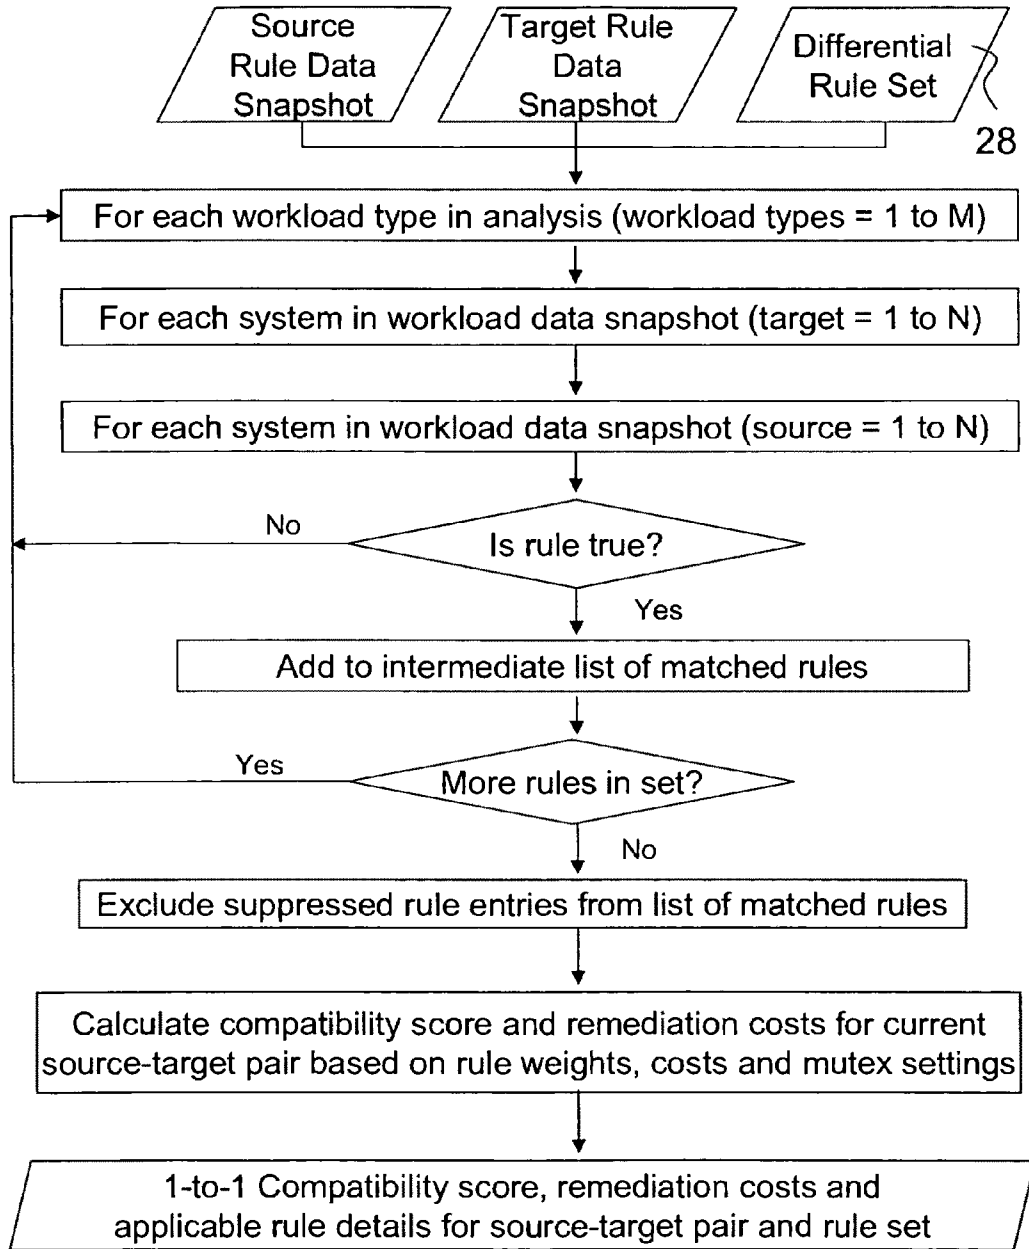 Source
Rule Data
Snapshot
Target Rule
Data
Snapshot
Differential
Rule Set
28
For each workload type in analysis (workload types = 1 to M)
For each system in workload data snapshot (target = 1 to N)
For each system in workload data snapshot (source = 1 to N)
No
Is rule true?
Yes
Add to intermediate list of matched rules
Yes
More rules in set?
No
Exclude suppressed rule entries from list of matched rules
Calculate compatibility score and remediation costs for current
source-target pair based on rule weights, costs and mutex settings
1-to-1 Compatibility score, remediation costs and
applicable rule details for source-target pair and rule set